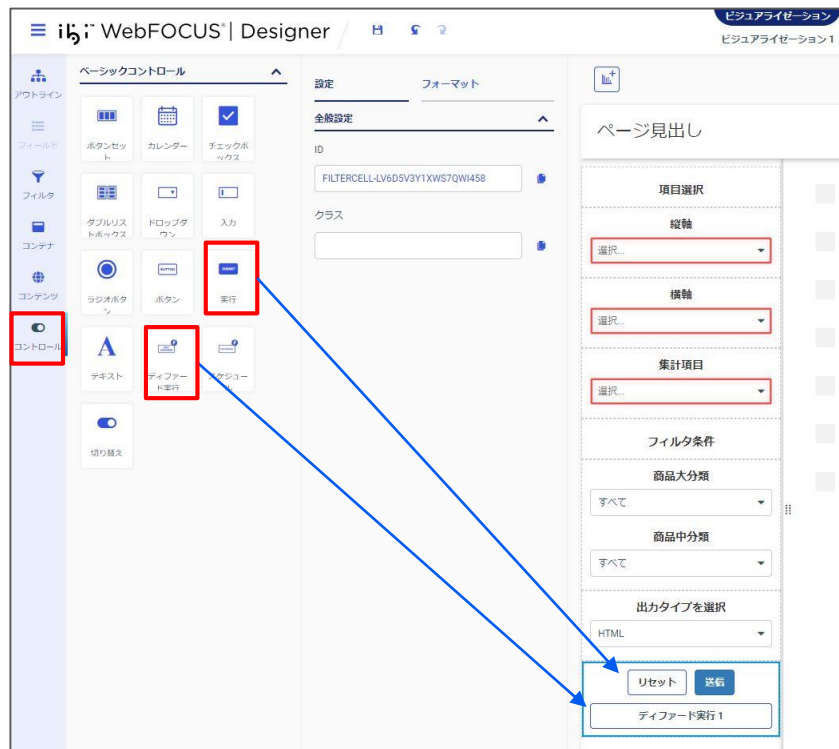 ibi™ WebFOCUS® | Designer
ビジュアライゼーション
ビジュアライゼーション 1
アウトライン
フィールド
フィルタ
コンテナ
コンテンツ
コントロール
ベーシックコントロール
ボタンセッ
ト
カレンダー
チェックボ
ックス
ダブルリス
トボックス
ドロップダ
ウン
入力
ラジオボタ
ン
BUTTON
ボタン
SUBMIT
実行
A
テキスト
ディファー
ド実行
スケジュー
ル
切り替え
設定
フォーマット
全般設定
ID
FILTERCELL-LV6D5V3Y1XWS7QWI458
クラス
ページ見出し
項目選択
縦軸
選択...
横軸
選択...
集計項目
選択...
フィルタ条件
商品大分類
すべて
商品中分類
すべて
出力タイプを選択
HTML
リセット
送信
ディファード実行 1